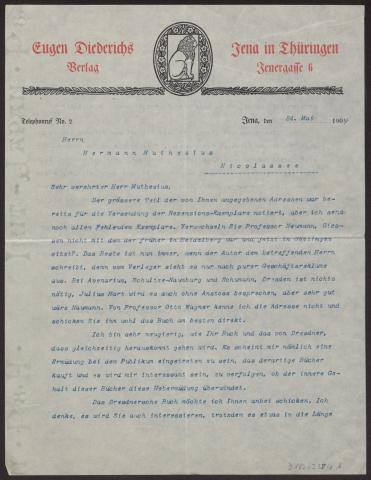 Eugen Diederichs
Verlag
Jena in Thüringen
Jenergasse 6
Telephonruf No. 2
Jena, den 24. Mai 190
Herrn
Hermann Muthesius
Nicolassee
Sehr verehrter Herr Muthesius,
Der grössere Teil der von Ihnen angegebenen Adressen war be-
reits für die Versendung der Rezensions-Exemplare notiert, aber ich send-
noch allen Fehlenden Exemplare. Verwechseln Sie Professor Neumann, Gies-
sen nicht mit dem der früher in Heidelberg war und jetzt in Göttingen
sitzt? Das Beste ist nun immer, wenn der Autor dem betreffenden Herrn
schreibt, denn vom Verleger sieht es so nach purer Geschäftsreklame
aus. Bei Avenarius, Schultze-Naumburg und Schumann, Dresden ist nichts
nötig, Julius Hart wird es auch ohne Anstoss besprechen, aber sehr gut
wärs Naumann. Von Professor Otto Wagner kenne ich die Adresse nicht und
schicken Sie ihm wohl das Buch am besten direkt.
Ich bin sehr neugierig, wie Ihr Buch und das von Dresdner,
dass gleichzeitig herauskommt gehen wird. Es scheint mir nämlich eine
Ermüdung bei dem Publikum eingetreten zu sein, das derartige Bücher
kauft und es wird mir interessant sein, zu verfolgen, ob der innere Ge-
halt dieser Bücher diese Uebermüdung überwindet.
Das Dresdnersche Buch möchte ich Ihnen anbei schicken. Ich
denke, es wird Sie auch interessieren, trotzdem es etwas in die Länge